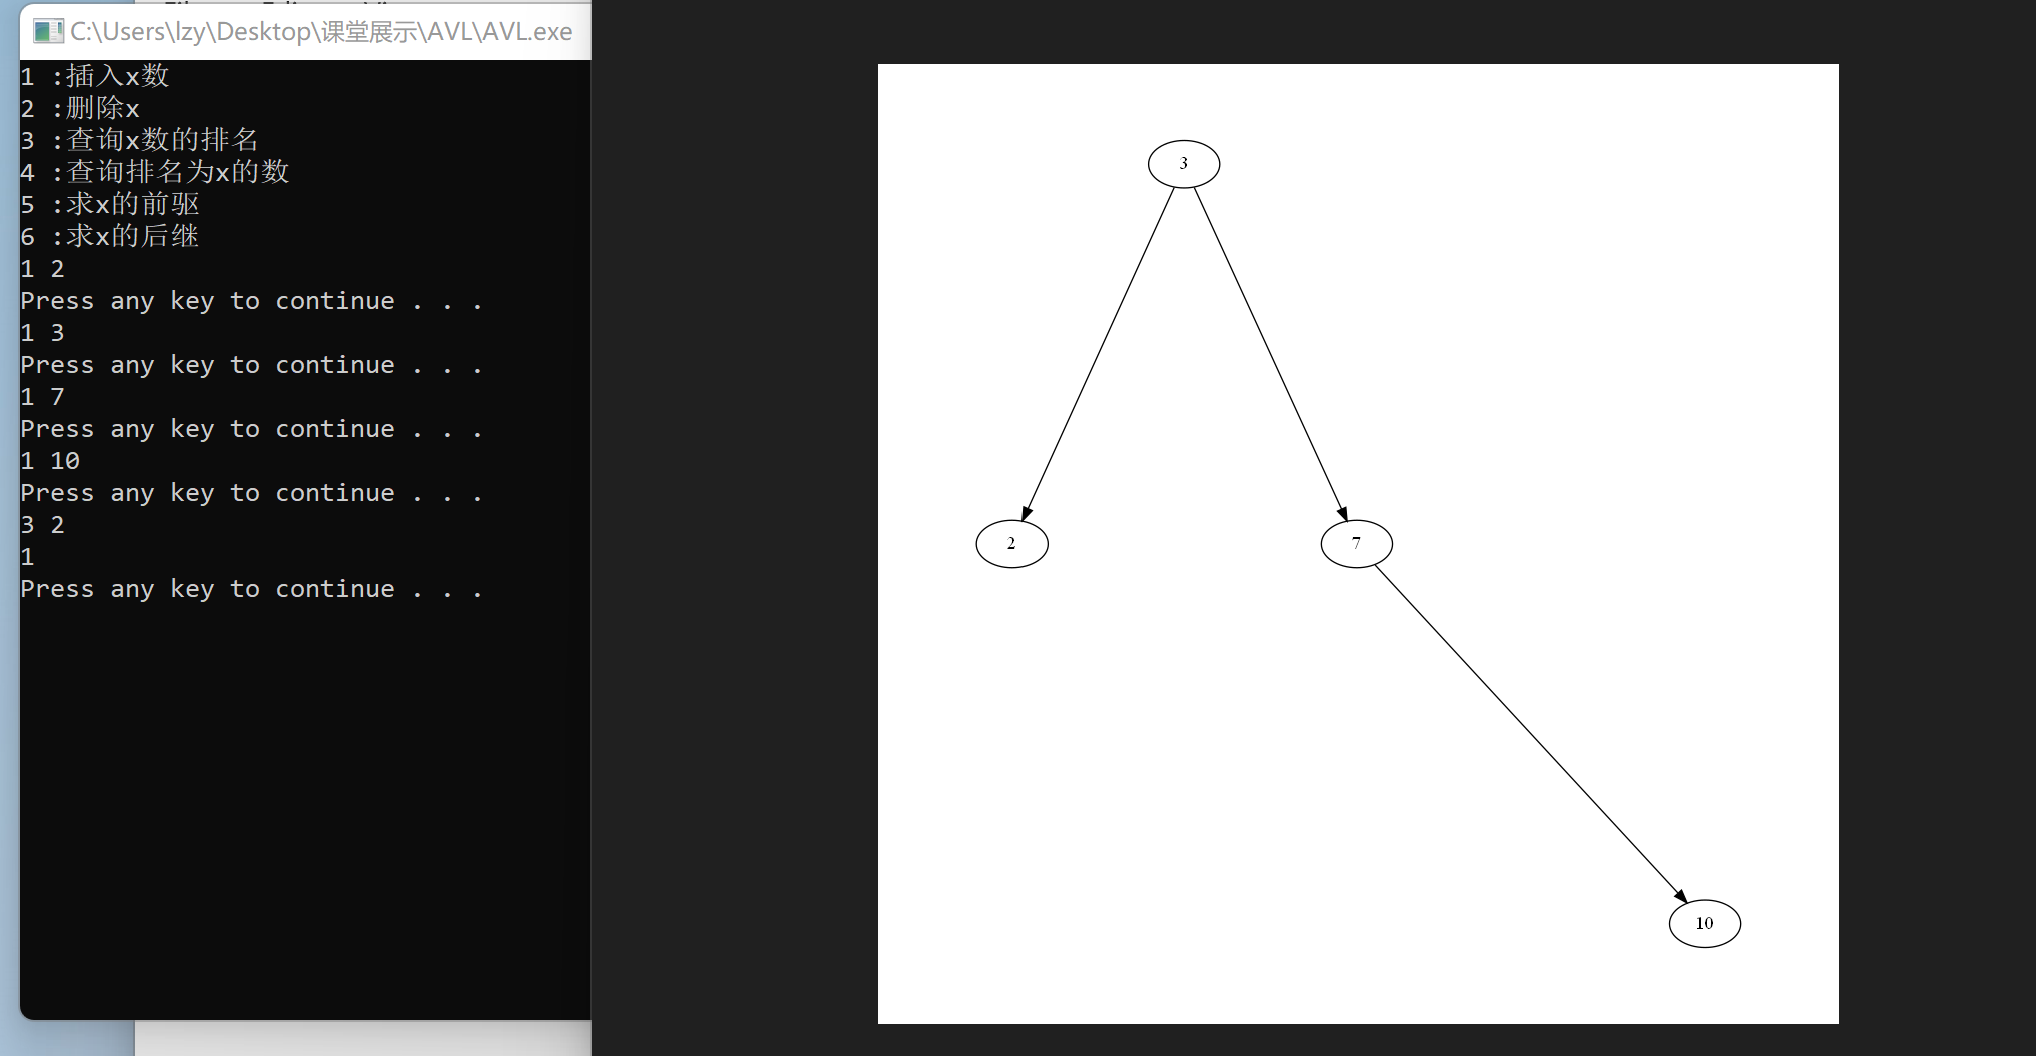 C:\Users\lzy\Desktop\课堂展示\AVL\AVL.exe
1 :插入x数
2 :删除x
3 :查询x数的排名
4 :查询排名为x的数
5 :求x的前驱
6 :求x的后继
1 2
Press any key to continue . . .
1 3
Press any key to continue . . .
1 7
Press any key to continue . . .
1 10
Press any key to continue . . .
3 2
1
Press any key to continue . . .
3
2
7
10